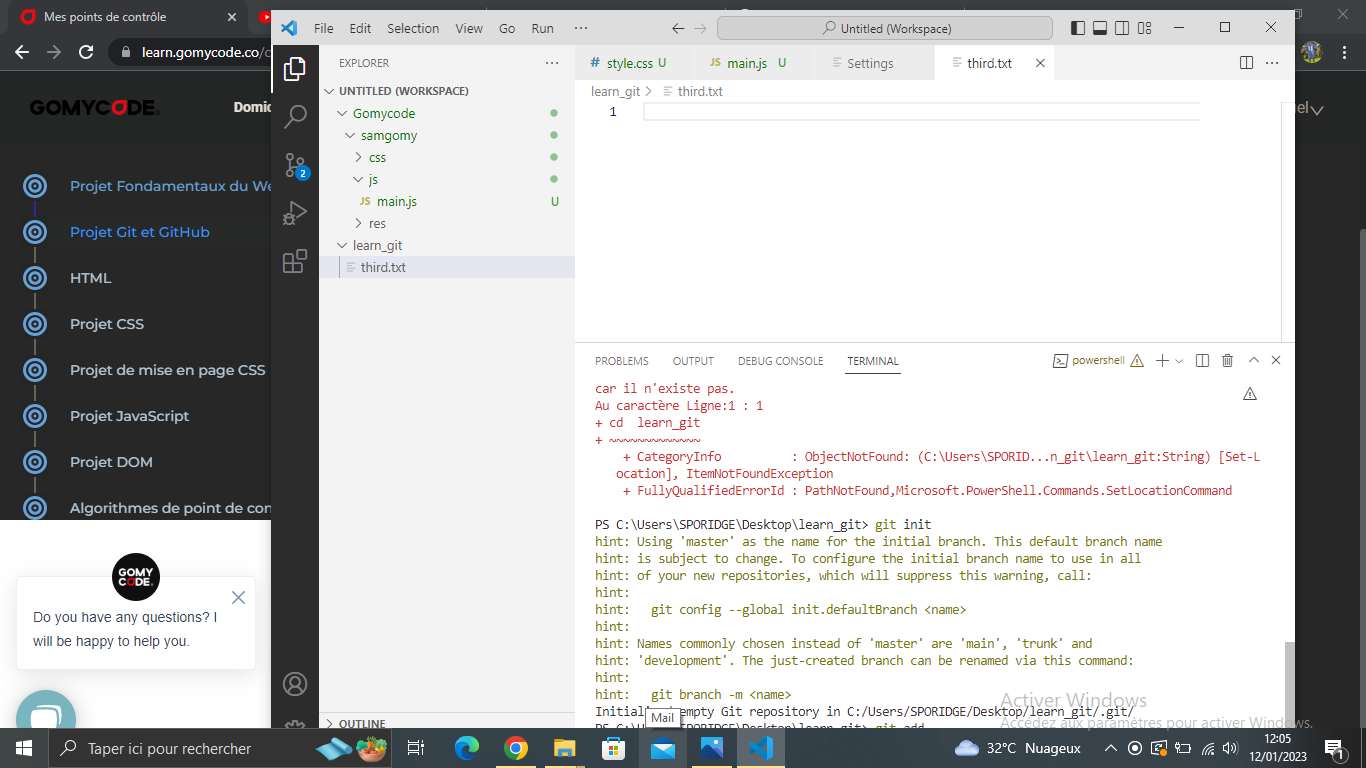 Mes points de contrôle
learn.gomycode.co/
GOMYCODE
Domic
Projet Fondamentaux du We
Projet Git et GitHub
HTML
Projet CSS
Projet de mise en page CSS
Projet JavaScript
Projet DOM
Algorithmes de point de con
GOMY
CODE
Do you have any questions? I
will be happy to help you.
File Edit Selection View Go Run ···
Untitled (Workspace)
EXPLORER ···
UNTITLED (WORKSPACE)
Gomycode
samgomy
css
js
JS main.js U
res
learn_git
third.txt
OUTLINE
2
# style.css U
JS main.js U
Settings
third.txt
learn_git > third.txt
1
el
PROBLEMS OUTPUT DEBUG CONSOLE TERMINAL
powershell
car il n'existe pas.
Au caractère Ligne:1 : 1
+ cd  learn_git
+ ~~~~~~~~~~~~~
    + CategoryInfo          : ObjectNotFound: (C:\Users\SPORID...n_git\learn_git:String) [Set-L
   ocation], ItemNotFoundException
    + FullyQualifiedErrorId : PathNotFound,Microsoft.PowerShell.Commands.SetLocationCommand
PS C:\Users\SPORIDGE\Desktop\learn_git> git init
hint: Using 'master' as the name for the initial branch. This default branch name
hint: is subject to change. To configure the initial branch name to use in all
hint: of your new repositories, which will suppress this warning, call:
hint:
hint:   git config --global init.defaultBranch <name>
hint:
hint: Names commonly chosen instead of 'master' are 'main', 'trunk' and
hint: 'development'. The just-created branch can be renamed via this command:
hint:
hint:   git branch -m <name>
empty Git repository in C:/Users/SPORIDGE/Desktop/learn_git/.git/
PS C:\Users\SPORIDGE\Desktop\learn_git> git add
Mail
Activer Windows
Accédez aux paramètres pour activer Windows.
Taper ici pour rechercher
32°C Nuageux
12:05
12/01/2023
1